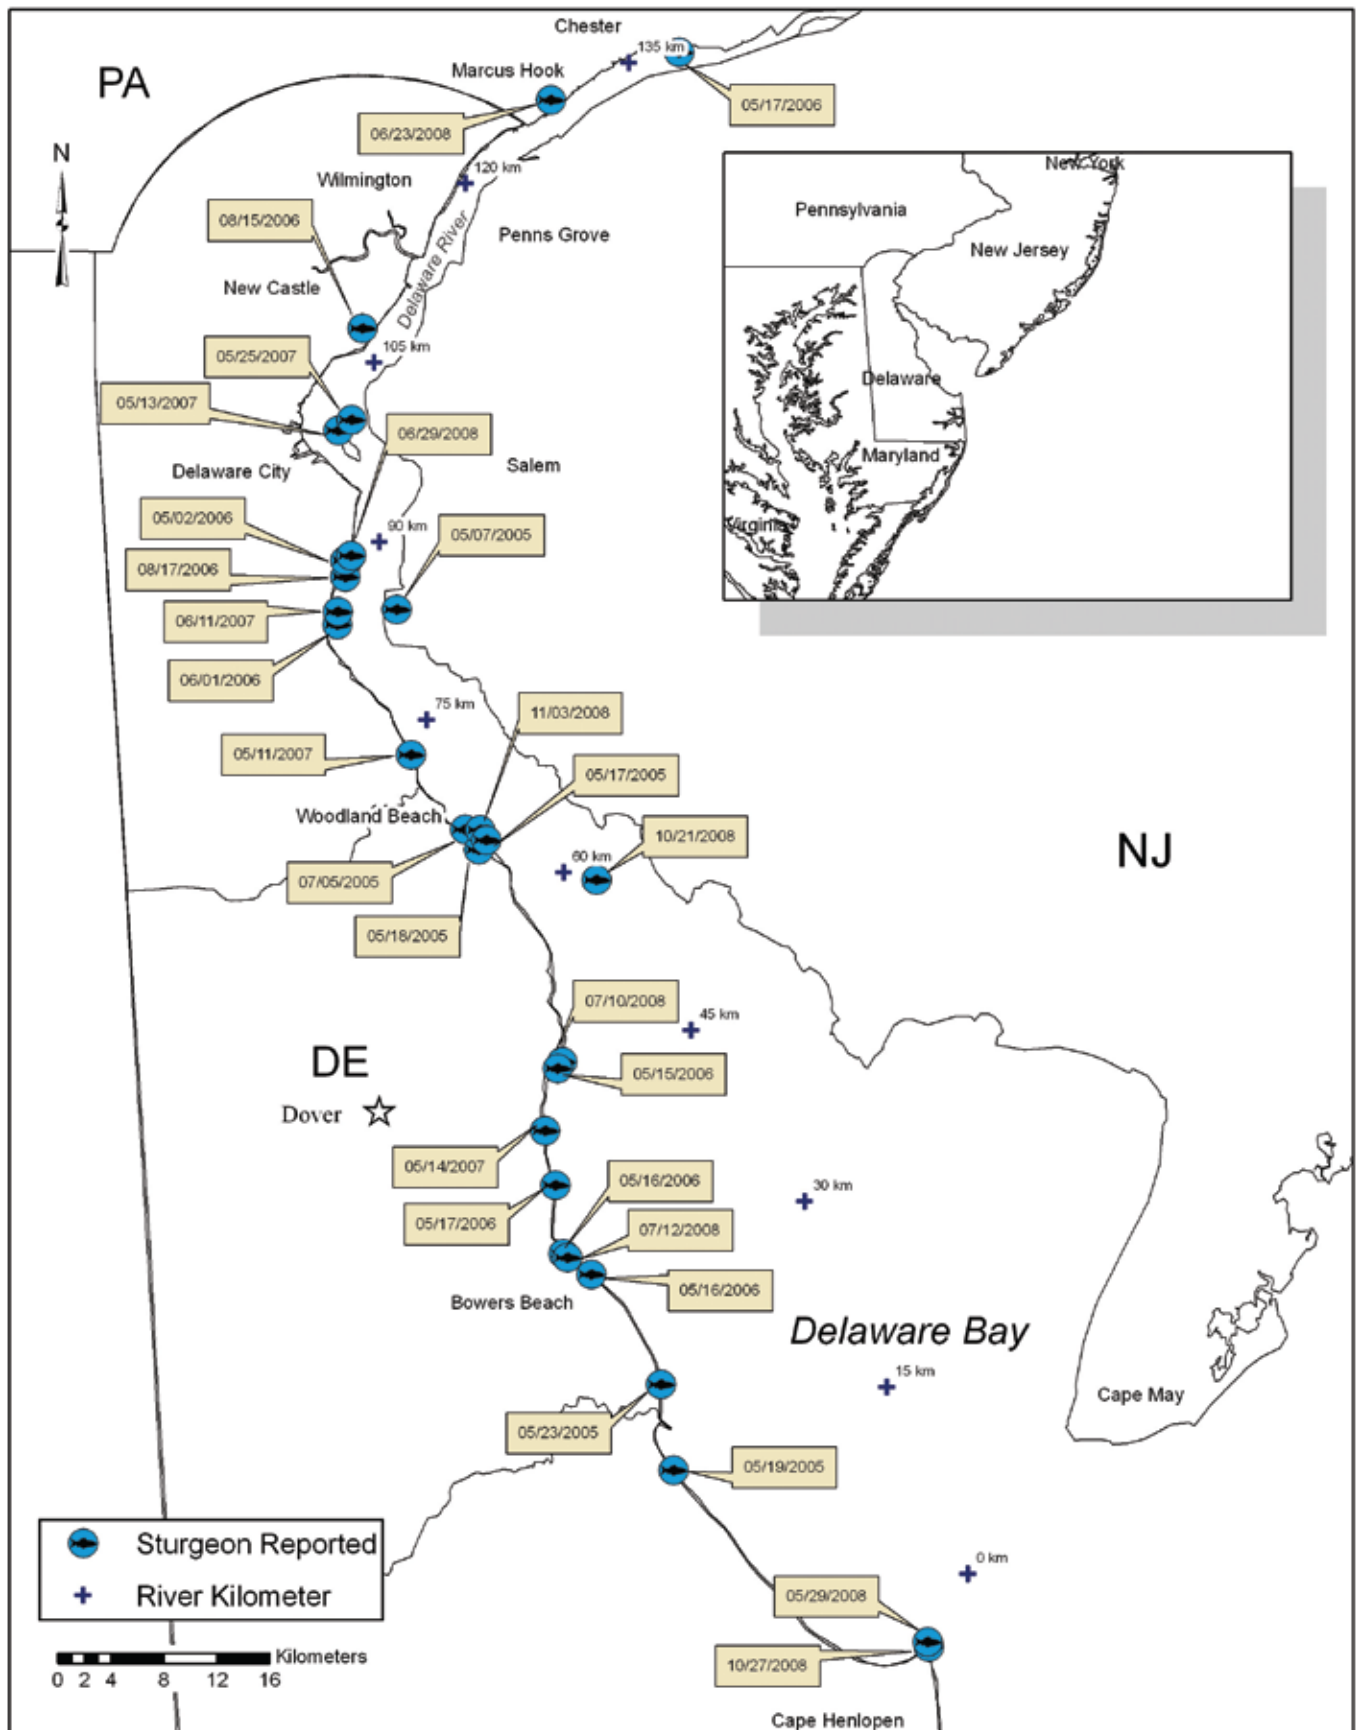 Chester
135 km
PA
Marcus Hook
05/17/2006
06/23/2008
N
120 km
Wilmington
08/15/2006
Penns Grove
Delaware River
New Castle
105 km
05/25/2007
05/13/2007
06/29/2008
Delaware City
Salem
05/02/2006
90 km
05/07/2005
08/17/2006
06/11/2007
06/01/2006
New York
Pennsylvania
New Jersey
Delaware
Maryland
Virginia
75 km
11/03/2008
05/11/2007
05/17/2005
Woodland Beach
10/21/2008
60 km
NJ
07/05/2005
05/18/2005
07/10/2008
45 km
DE
05/15/2006
Dover
05/14/2007
05/16/2006
30 km
05/17/2006
07/12/2008
05/16/2006
Bowers Beach
Delaware Bay
15 km
Cape May
05/23/2005
05/19/2005
Sturgeon Reported
River Kilometer
0 km
05/29/2008
Kilometers
0 2 4 8 12 16
10/27/2008
Cape Henlopen